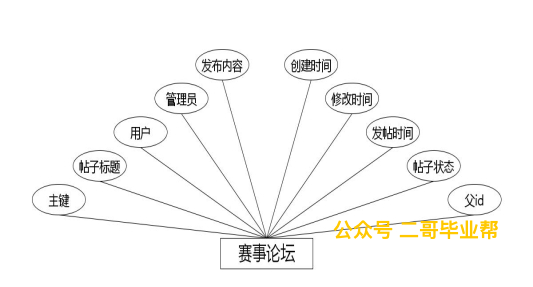 发布内容
创建时间
管理员
修改时间
用户
发帖时间
帖子标题
帖子状态
主键
父id
公众号 二哥毕业帮
赛事论坛